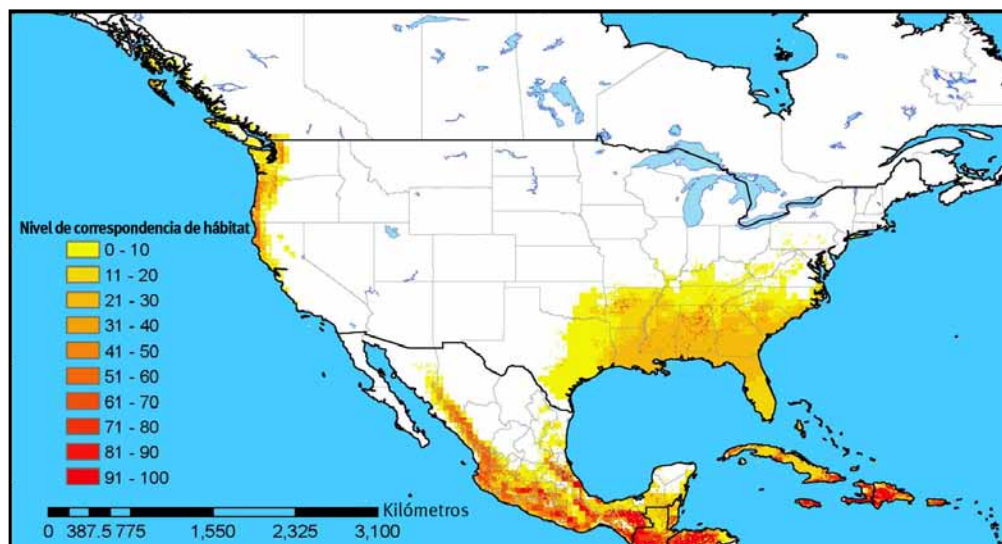 Nivel de correspondencia de hábitat
0 - 10
11 - 20
21 - 30
31 - 40
41 - 50
51 - 60
61 - 70
71 - 80
81 - 90
91 - 100
Kilómetros
0 387.5 775 1,550 2,325 3,100